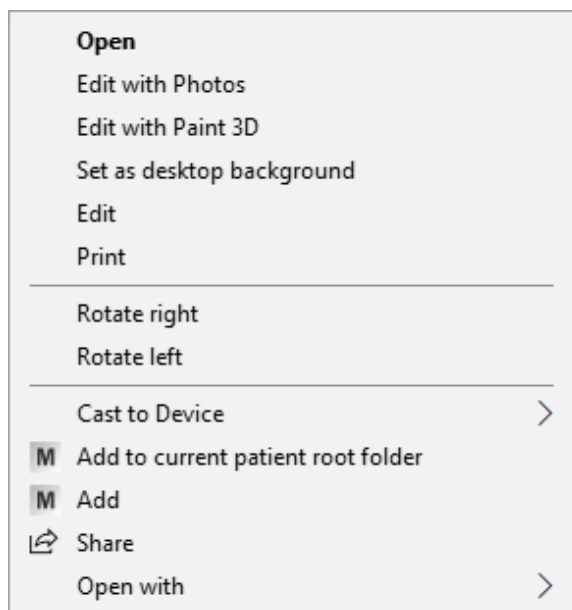 Open
Edit with Photos
Edit with Paint 3D
Set as desktop background
Edit
Print
Rotate right
Rotate left
Cast to Device
M Add to current patient root folder
M Add
Share
Open with